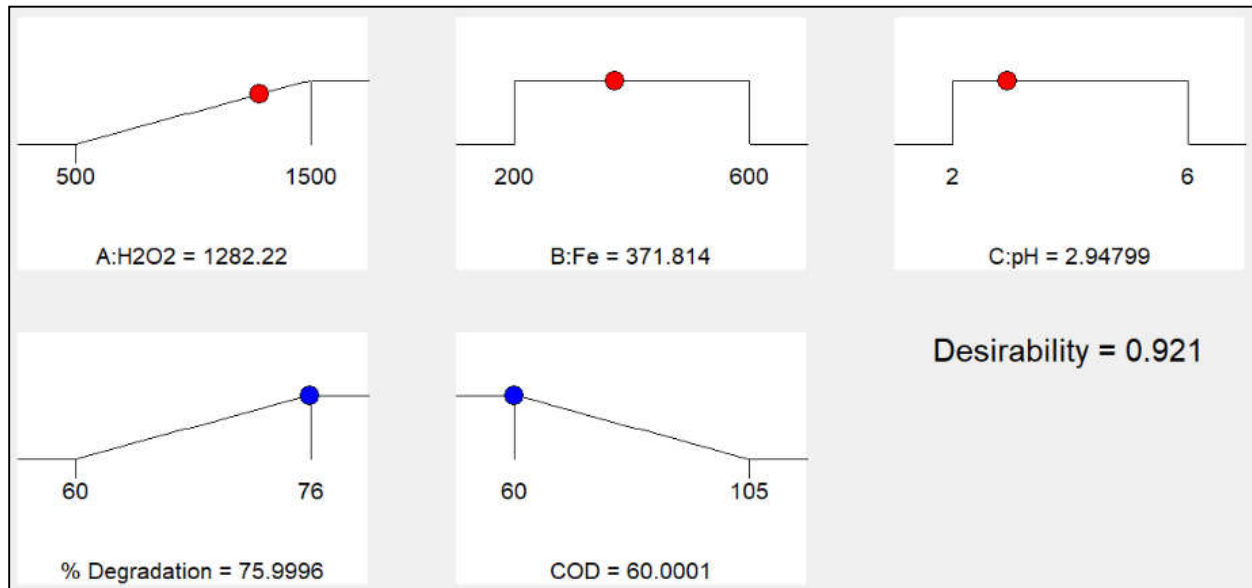 500 1500
A:H2O2 = 1282.22
200 600
B:Fe = 371.814
2 6
C:pH = 2.94799
60 76
% Degradation = 75.9996
60 105
COD = 60.0001
Desirability = 0.921